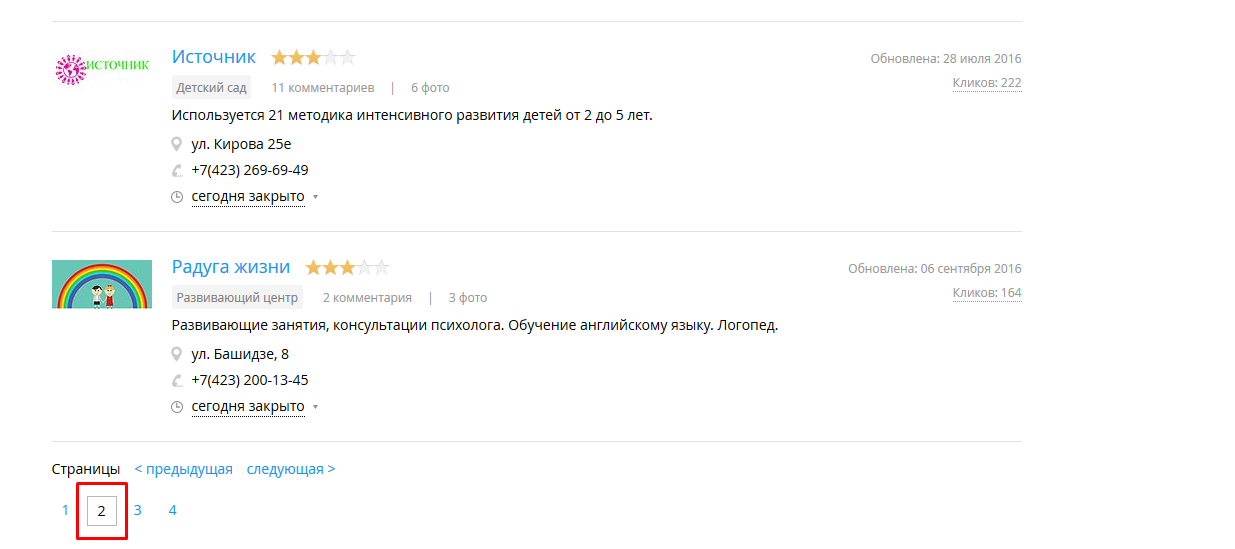 ИСТОЧНИК
Источник
Обновлена: 28 июля 2016
Детский сад 11 комментариев | 6 фото
Кликов: 222
Используется 21 методика интенсивного развития детей от 2 до 5 лет.
ул. Кирова 25е
+7(423) 269-69-49
сегодня закрыто
Радуга жизни
Обновлена: 06 сентября 2016
Развивающий центр 2 комментария | 3 фото
Кликов: 164
Развивающие занятия, консультации психолога. Обучение английскому языку. Логопед.
ул. Башидзе, 8
+7(423) 200-13-45
сегодня закрыто
Страницы < предыдущая следующая >
1 2 3 4